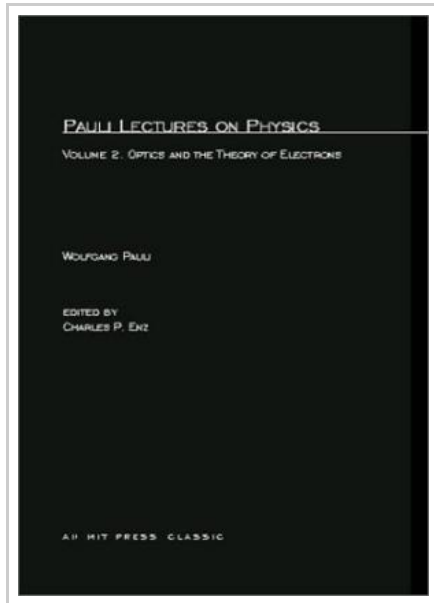 PAULI LECTURES ON PHYSICS
VOLUME 2. OPTICS AND THE THEORY OF ELECTRONS
WOLFGANG PAULI
EDITED BY
CHARLES P. ENZ
AN MIT PRESS CLASSIC